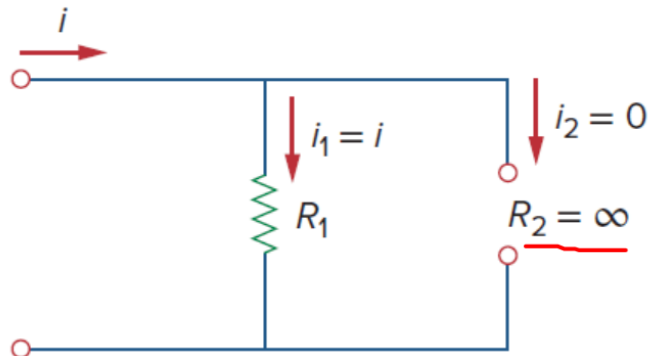 i
i₁ = i
i₂ = 0
R₁
R₂ = ∞